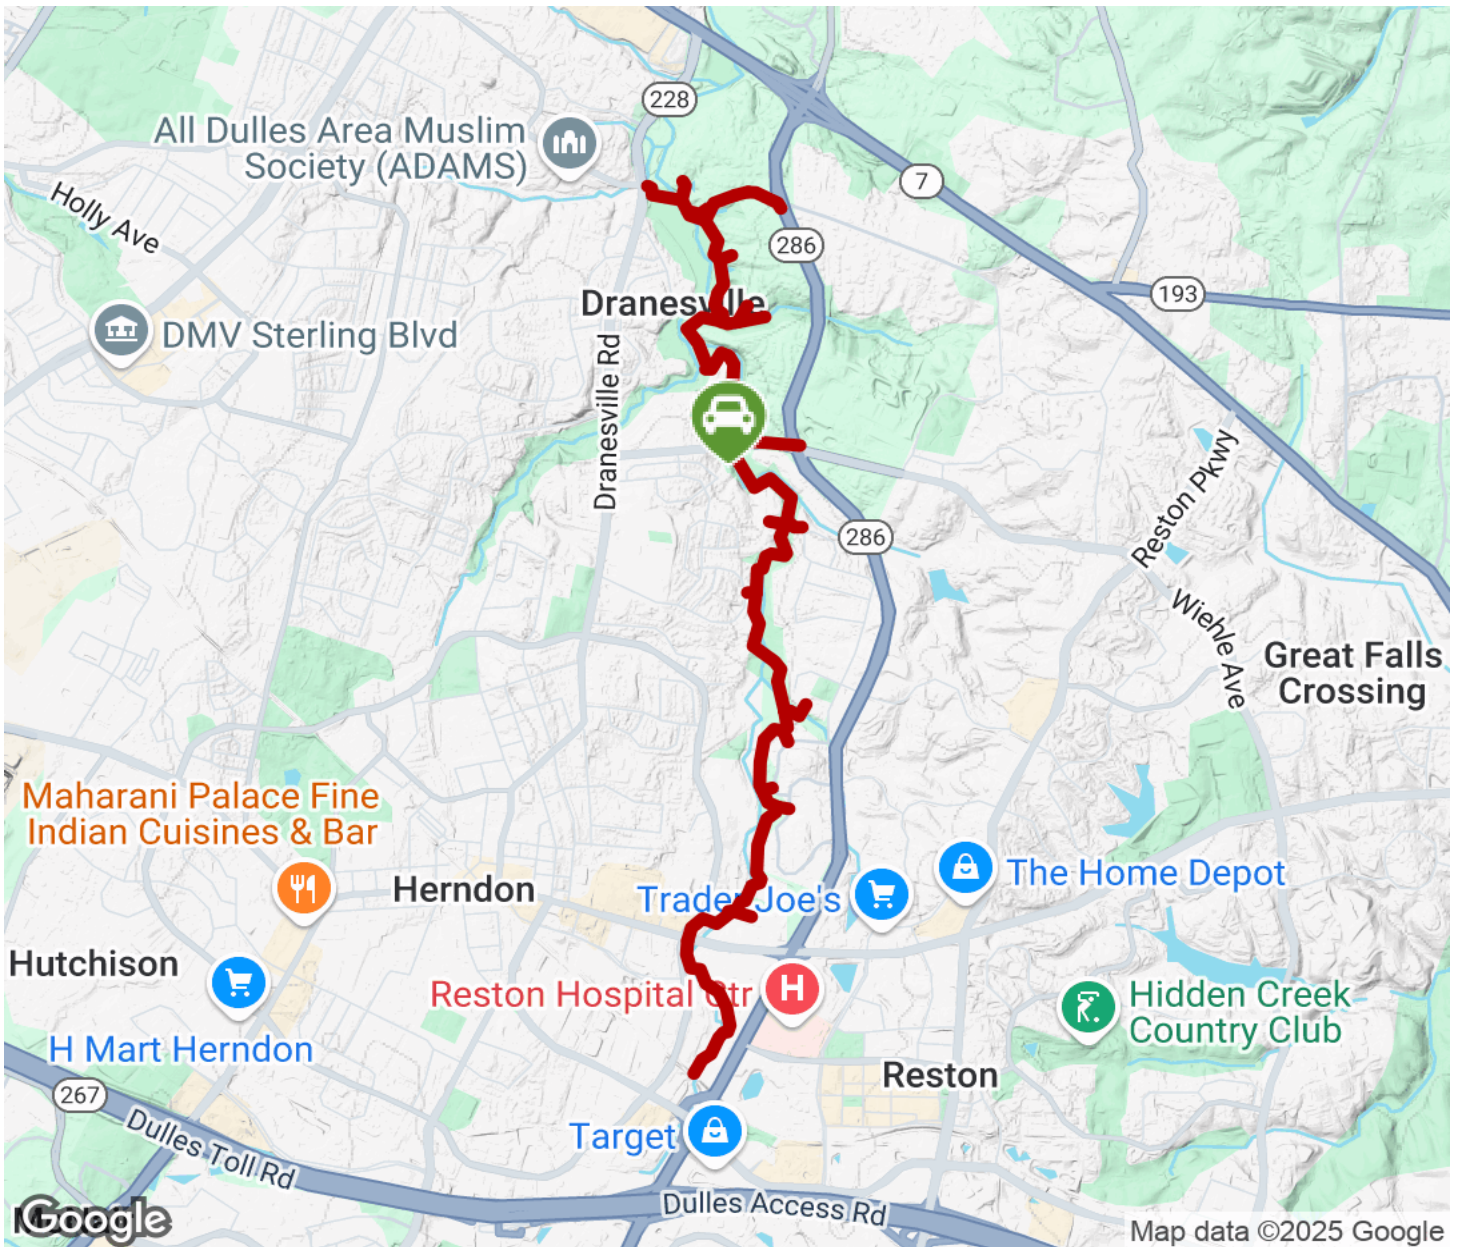 228
All Dulles Area Muslim
Society (ADAMS)
7
Holly Ave
286
193
Dranesville
DMV Sterling Blvd
Dranesville Rd
Reston Pkwy
286
Wiehle Ave
Great Falls
Crossing
Maharani Palace Fine
Indian Cuisines & Bar
The Home Depot
Herndon
Trader Joe's
Hutchison
Reston Hospital Ctr
H
Hidden Creek
Country Club
H Mart Herndon
Reston
267
Dulles Toll Rd
Target
Dulles Access Rd
Google
Map data ©2025 Google